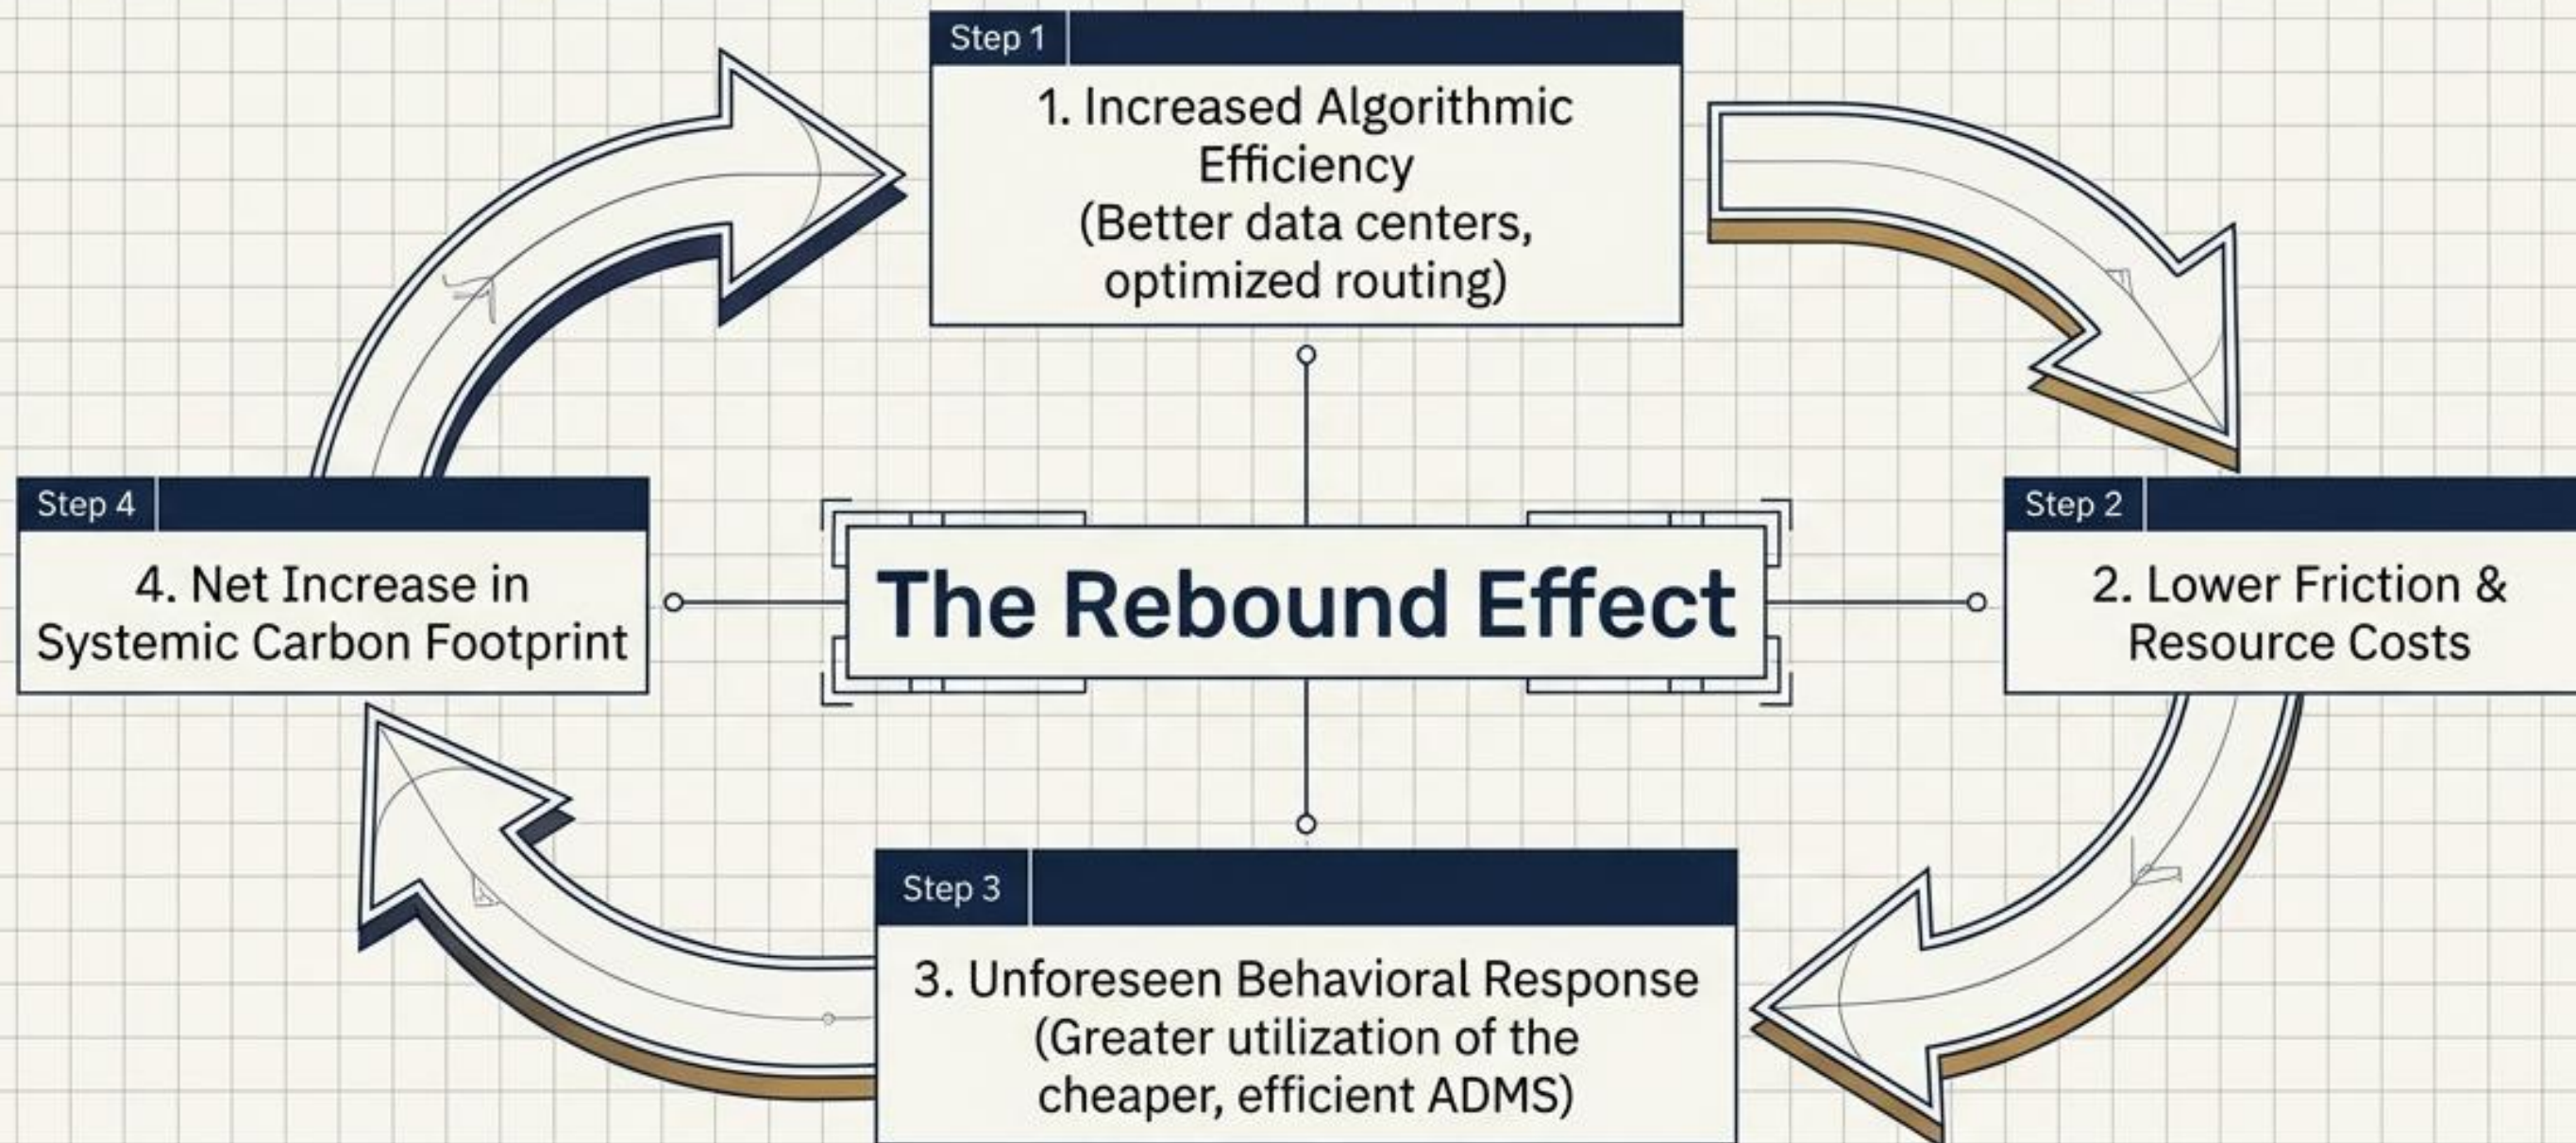 Step 1
1. Increased Algorithmic
Efficiency
(Better data centers,
optimized routing)
Step 4
4. Net Increase in
Systemic Carbon Footprint
The Rebound Effect
Step 2
2. Lower Friction &
Resource Costs
Step 3
3. Unforeseen Behavioral Response
(Greater utilization of the
cheaper, efficient ADMS)